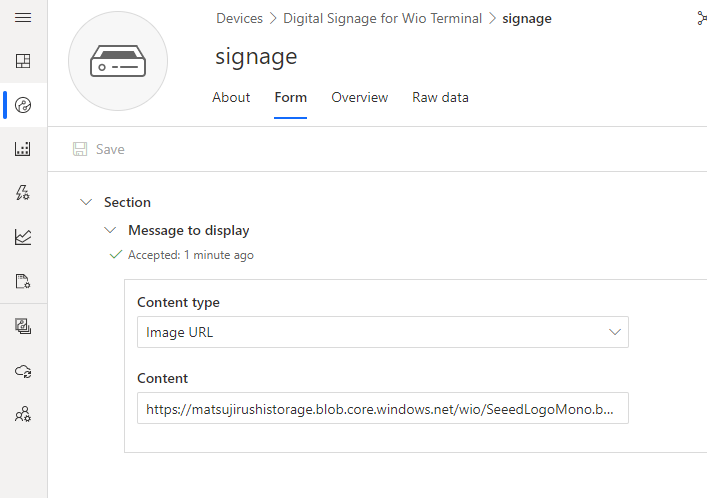 Devices > Digital Signage for Wio Terminal > signage
signage
About Form Overview Raw data
Save
Section
Message to display
Accepted: 1 minute ago
Content type
Image URL
Content
https://matsujirushistorage.blob.core.windows.net/wio/SeeedLogoMono.b...